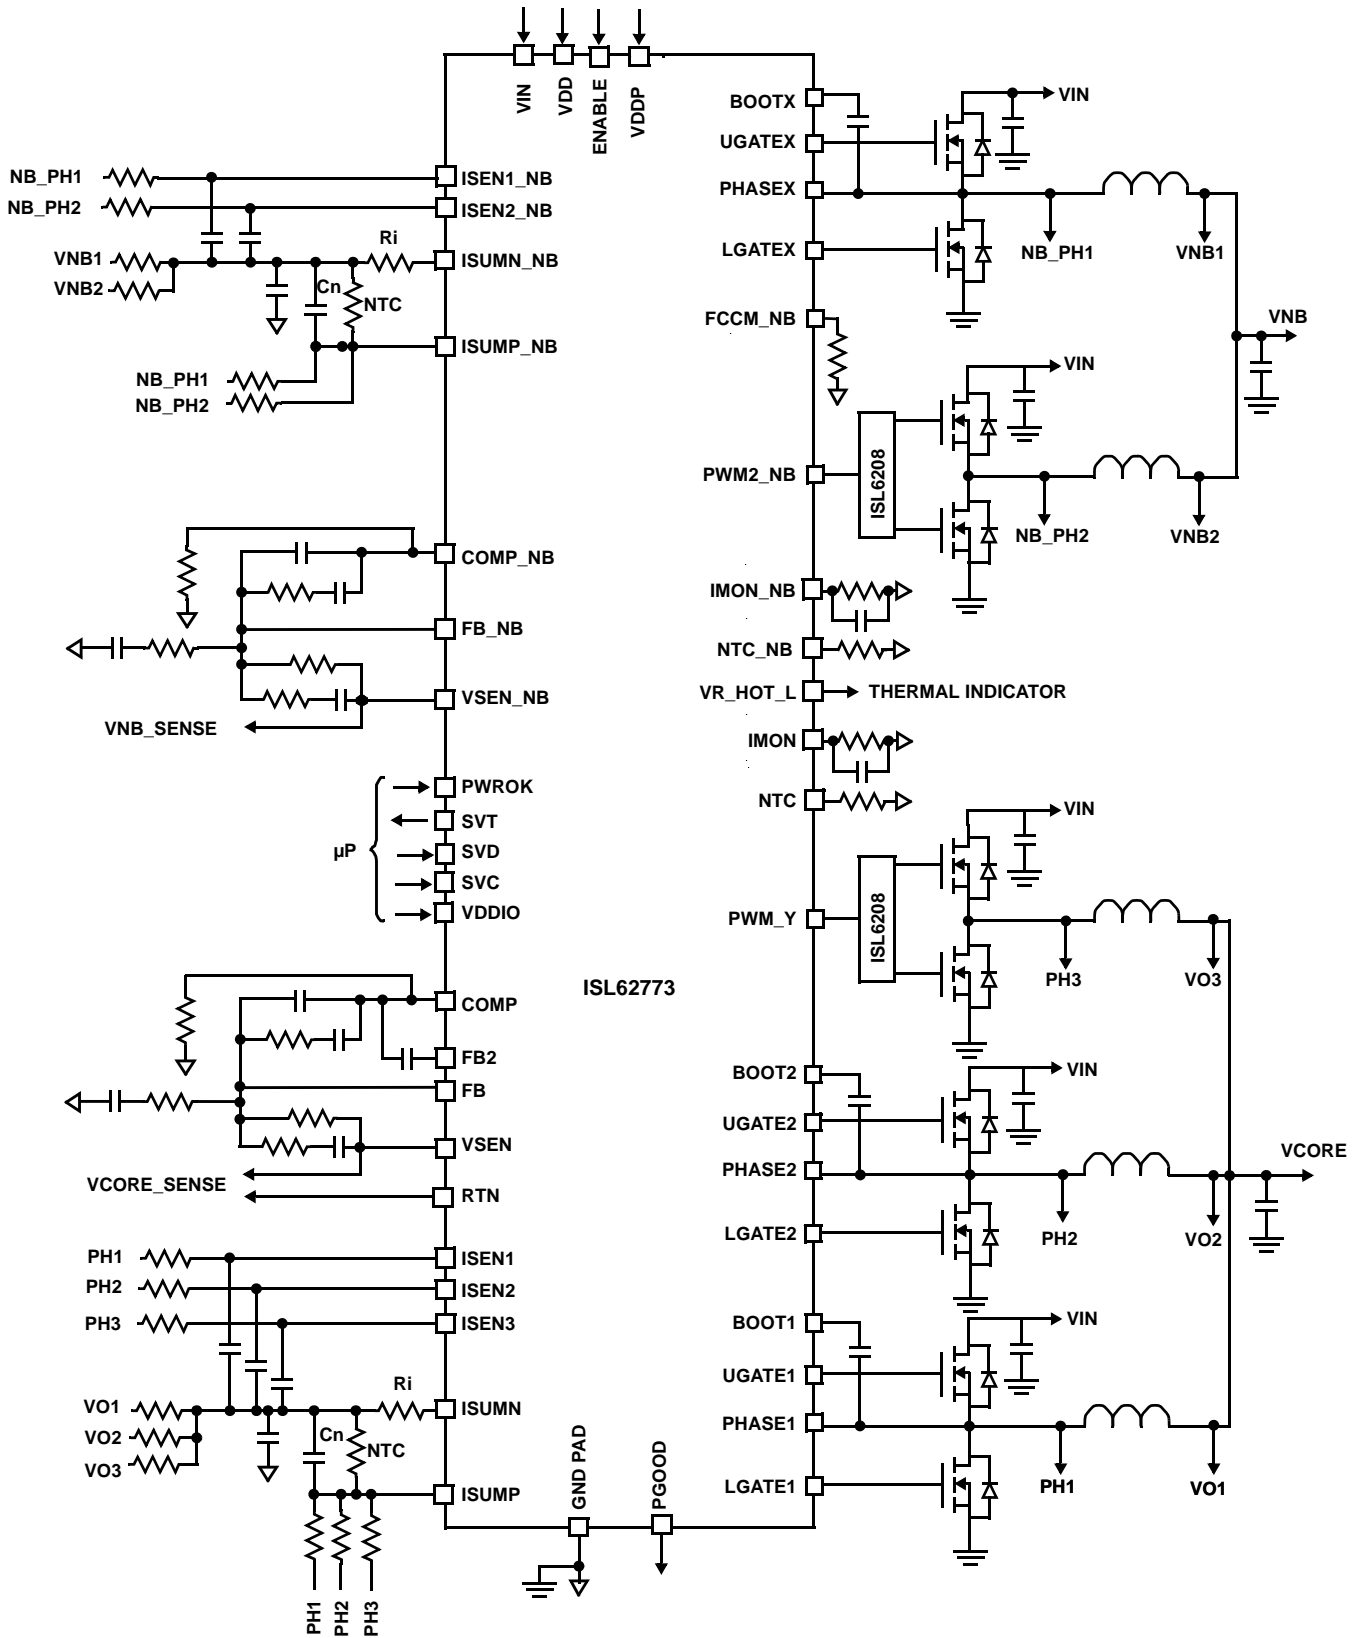 VIN
VDD
ENABLE
VDDP
BOOTX
VIN
UGATEX
NB_PH1
ISEN1_NB
PHASEX
NB_PH2
ISEN2_NB
Ri
LGATEX
NB_PH1
VNB1
VNB1
ISUMN_NB
VNB2
Cn
NTC
FCCM_NB
VNB
ISUMP_NB
NB_PH1
VIN
NB_PH2
ISL6208
PWM2_NB
NB_PH2
VNB2
COMP_NB
IMON_NB
FB_NB
NTC_NB
VSEN_NB
VR_HOT_L
THERMAL INDICATOR
VNB_SENSE
IMON
PWROK
NTC
VIN
SVT
µP
SVD
SVC
ISL6208
VDDIO
PWM_Y
PH3
VO3
ISL62773
COMP
FB2
BOOT2
VIN
FB
UGATE2
VSEN
VCORE
PHASE2
VCORE_SENSE
RTN
LGATE2
PH2
VO2
PH1
ISEN1
PH2
ISEN2
PH3
ISEN3
BOOT1
VIN
UGATE1
Ri
VO1
ISUMN
PHASE1
VO2
Cn
NTC
VO3
LGATE1
PH1
VO1
ISUMP
GND PAD
PGOOD
PH1
PH2
PH3